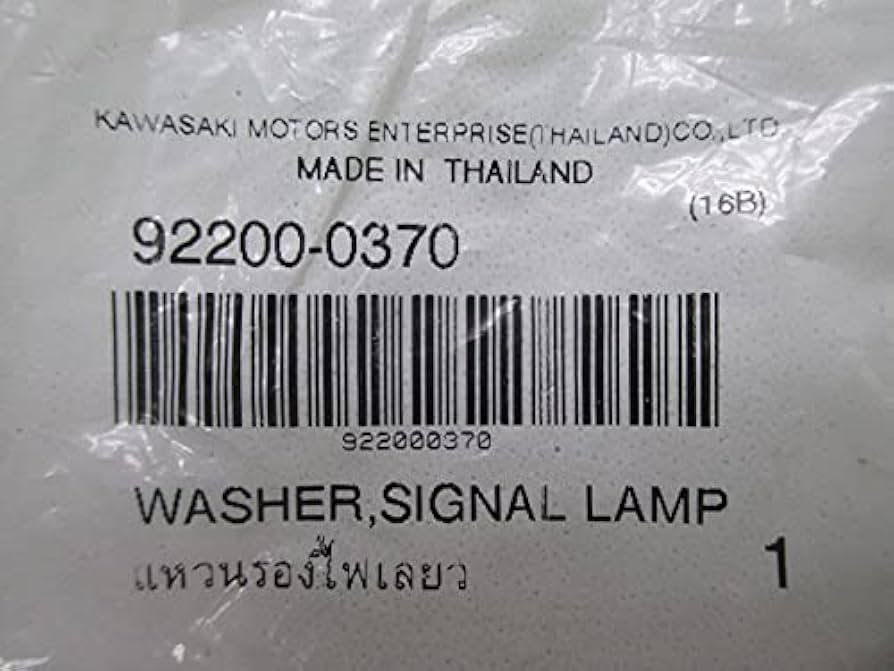 KAWASAKI MOTORS ENTERPRISE(THAILAND)CO.,LTD
MADE IN THAILAND
(16B)
92200-0370
922000370
WASHER,SIGNAL LAMP
แหวนรองไฟเลี้ยว
1